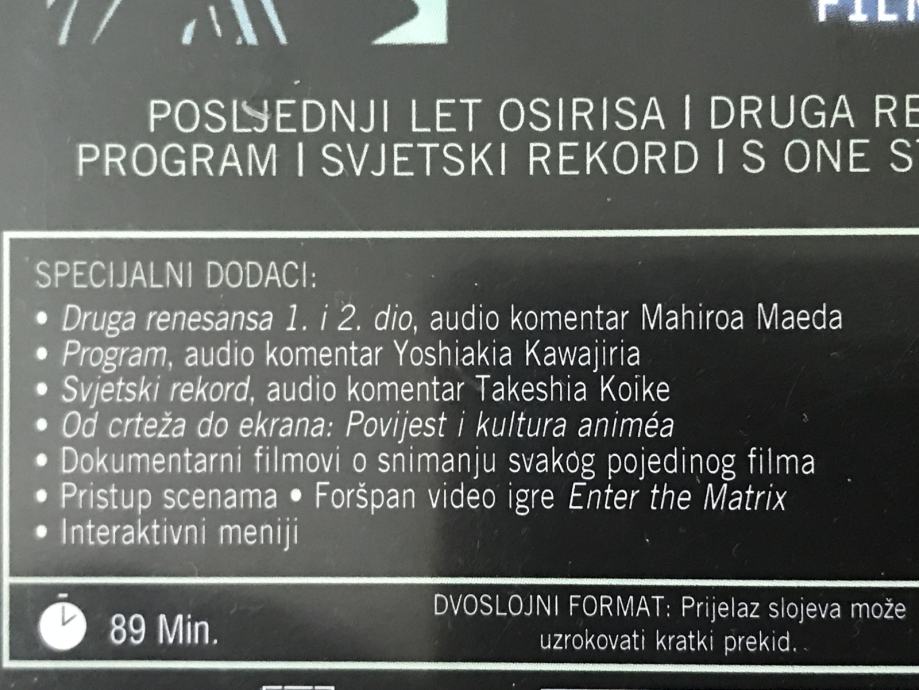 POSLJEDNJI LET OSIRISA I DRUGA
PROGRAM I SVJETSKI REKORD I S ONE
SPECIJALNI DODACI:
• Druga renesansa 1. i 2. dio, audio komentar Mahiroa Maeda
• Program, audio komentar Yoshiakia Kawajiria
• Svjetski rekord, audio komentar Takeshia Koike
• Od crteža do ekrana: Povijest i kultura animéa
• Dokumentarni filmovi o snimanju svakog pojedinog filma
• Pristup scenama • Foršpan video igre Enter the Matrix
• Interaktivni meniji
89 Min.
DVOSLOJNI FORMAT: Prijelaz slojeva može
uzrokovati kratki prekid.